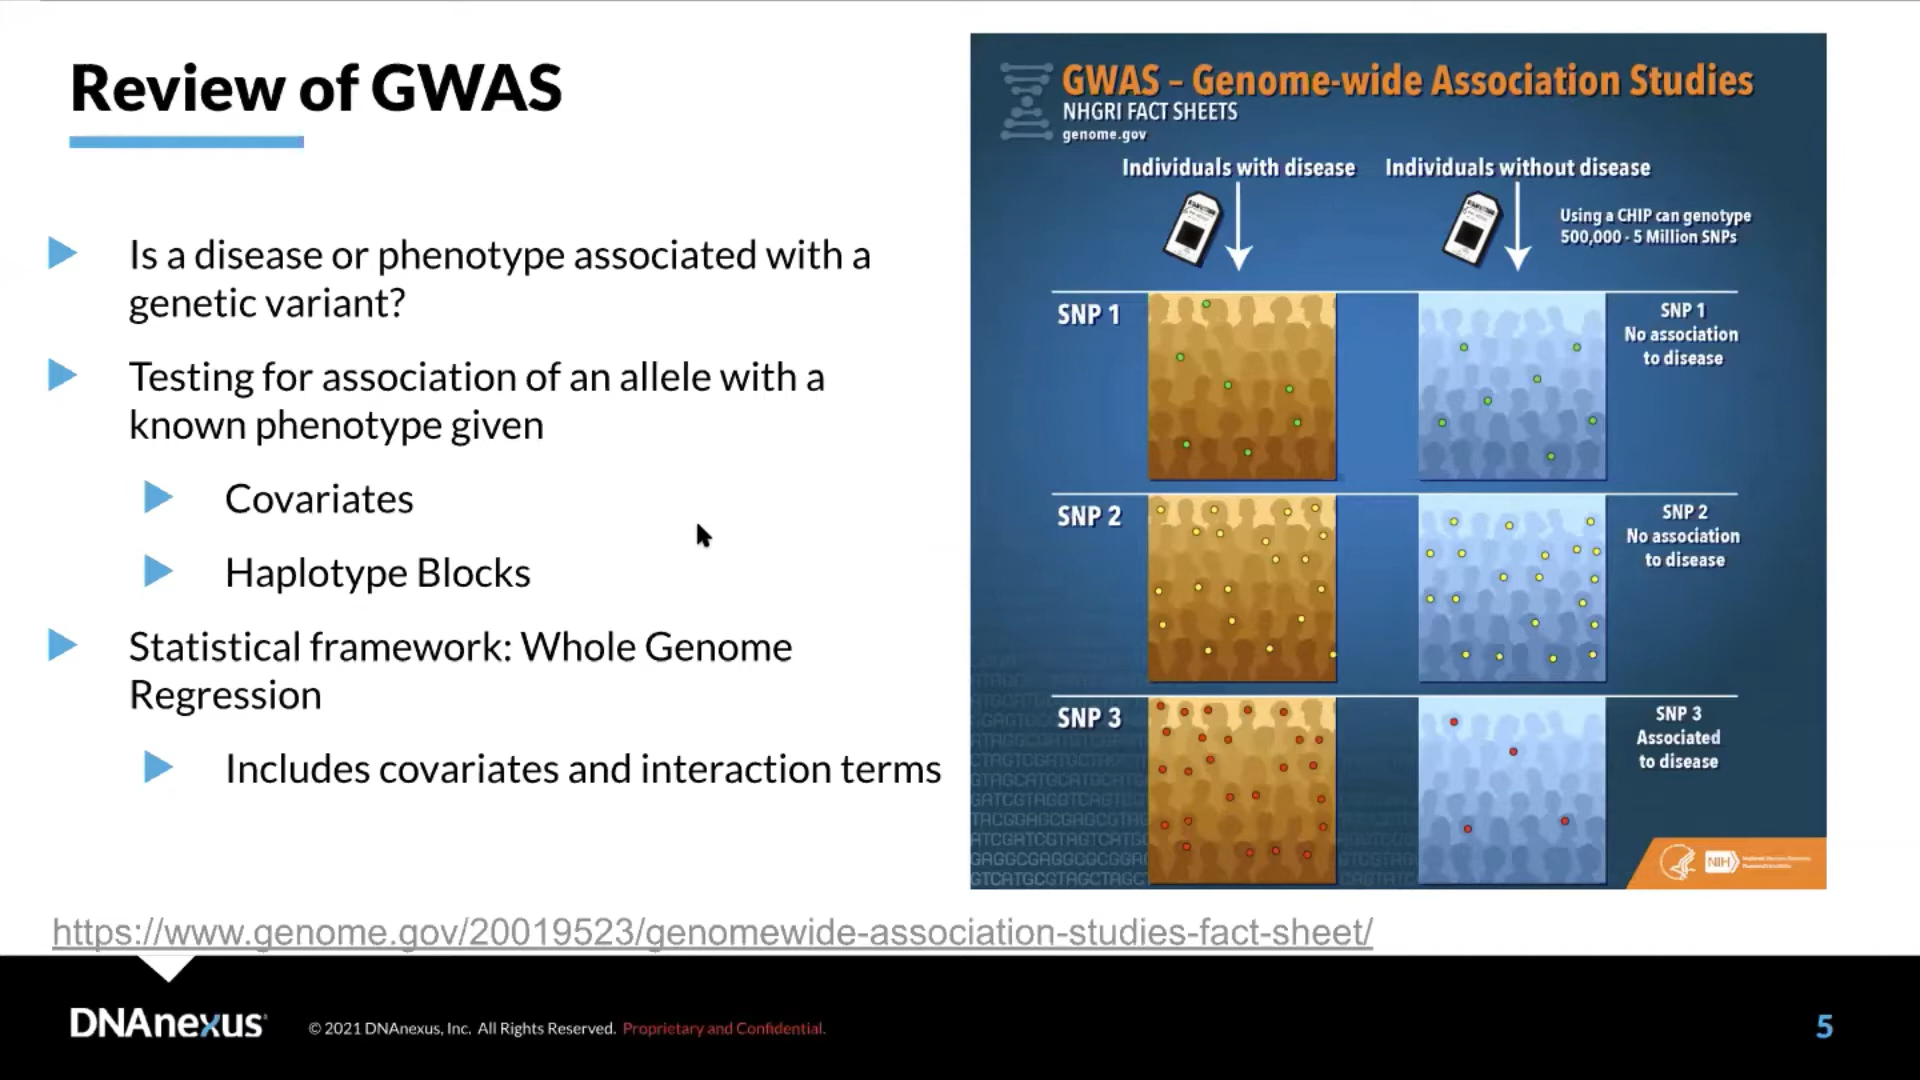 Review of GWAS
Is a disease or phenotype associated with a
genetic variant?
Testing for association of an allele with a
known phenotype given
Covariates
Haplotype Blocks
Statistical framework: Whole Genome
Regression
Includes covariates and interaction terms
GWAS – Genome-wide Association Studies
NHGRI FACT SHEETS
genome.gov
Individuals with disease
Individuals without disease
Using a CHIP can genotype
500,000 - 5 Million SNPs
SNP 1
SNP 1
No association
to disease
SNP 2
SNP 2
No association
to disease
SNP 3
SNP 3
Associated
to disease
NIH
https://www.genome.gov/20019523/genomewide-association-studies-fact-sheet/
DNAnexus
© 2021 DNAnexus, Inc. All Rights Reserved. Proprietary and Confidential.
5